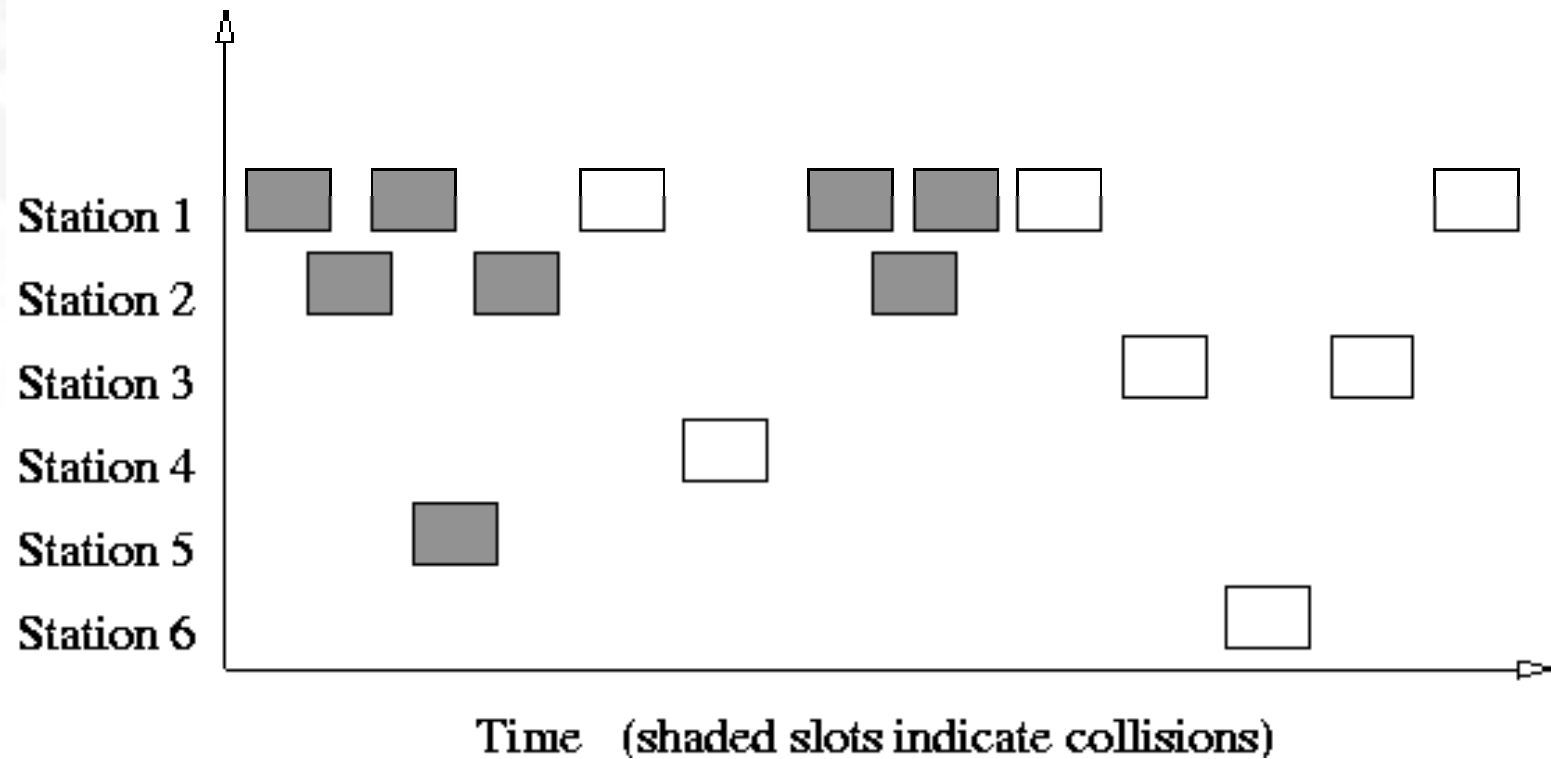 Station 1
Station 2
Station 3
Station 4
Station 5
Station 6
Time (shaded slots indicate collisions)